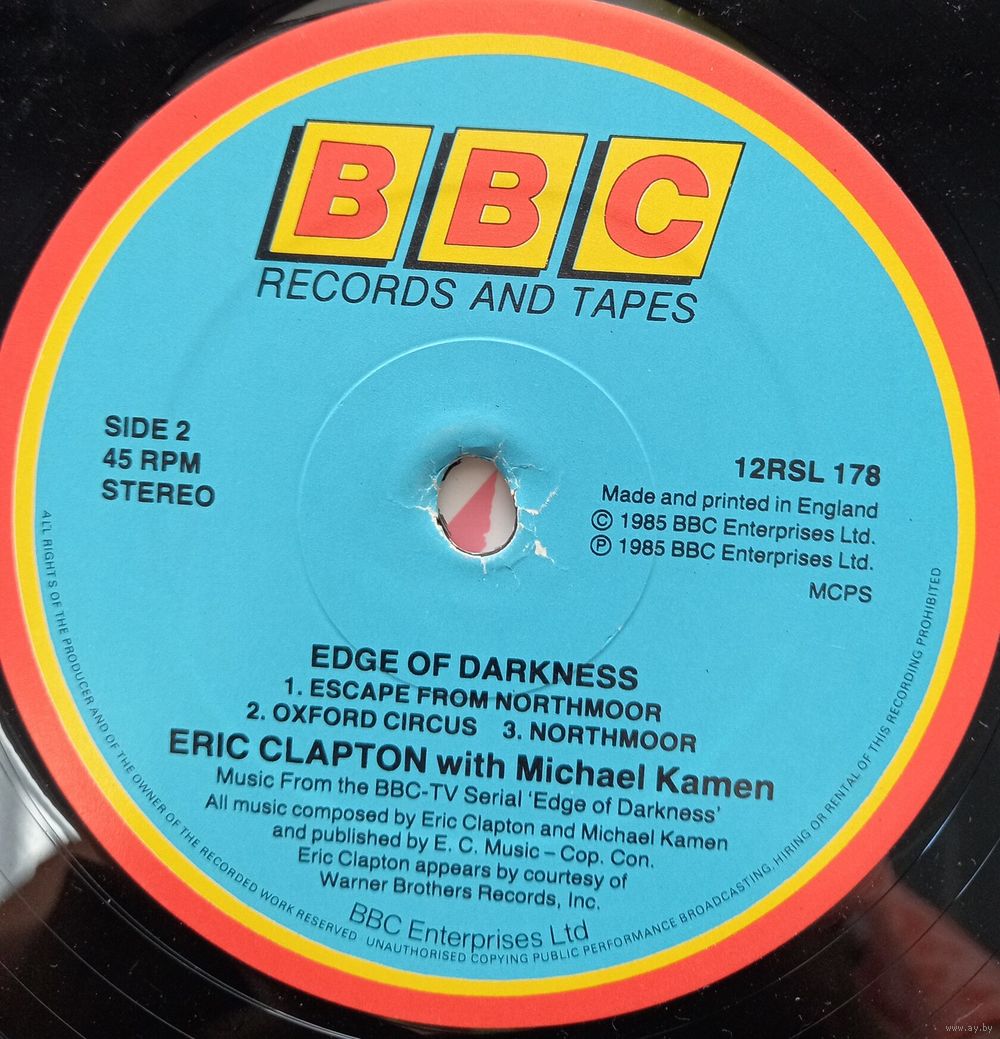 BBC
RECORDS AND TAPES
SIDE 2
45 RPM
STEREO
12RSL 178
Made and printed in England
© 1985 BBC Enterprises Ltd.
℗ 1985 BBC Enterprises Ltd.
MCPS
EDGE OF DARKNESS
1. ESCAPE FROM NORTHMOOR
2. OXFORD CIRCUS 3. NORTHMOOR
ERIC CLAPTON with Michael Kamen
Music From the BBC-TV Serial 'Edge of Darkness'
All music composed by Eric Clapton and Michael Kamen
and published by E. C. Music – Cop. Con.
Eric Clapton appears by courtesy of
Warner Brothers Records, Inc.
BBC Enterprises Ltd
ALL RIGHTS OF THE PRODUCER AND OF THE OWNER OF THE RECORDED WORK RESERVED UNAUTHORISED COPYING PUBLIC PERFORMANCE BROADCASTING, HIRING OR RENTAL OF THIS RECORDING PROHIBITED
www.ay.by